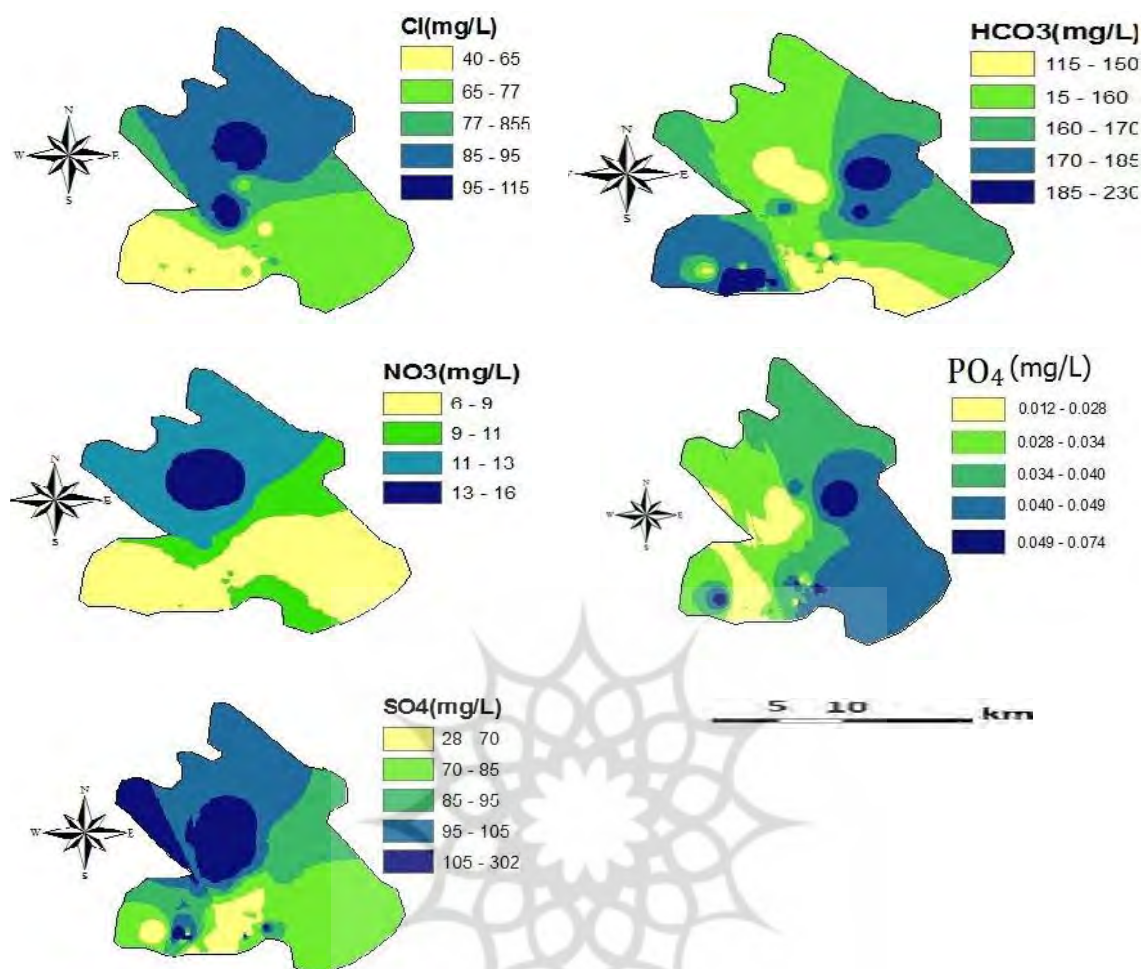 Cl(mg/L)
40 - 65
65 - 77
77 - 855
85 - 95
95 - 115
N
W
E
S
HCO3(mg/L)
115 - 150
15 - 160
160 - 170
170 - 185
185 - 230
N
E
S
NO3(mg/L)
6 - 9
9 - 11
11 - 13
13 - 16
N
W
E
S
PO₄ (mg/L)
0.012 - 0.028
0.028 - 0.034
0.034 - 0.040
0.040 - 0.049
0.049 - 0.074
N
W
E
S
SO4(mg/L)
28 70
70 - 85
85 - 95
95 - 105
105 - 302
N
W
E
S
5 10
km